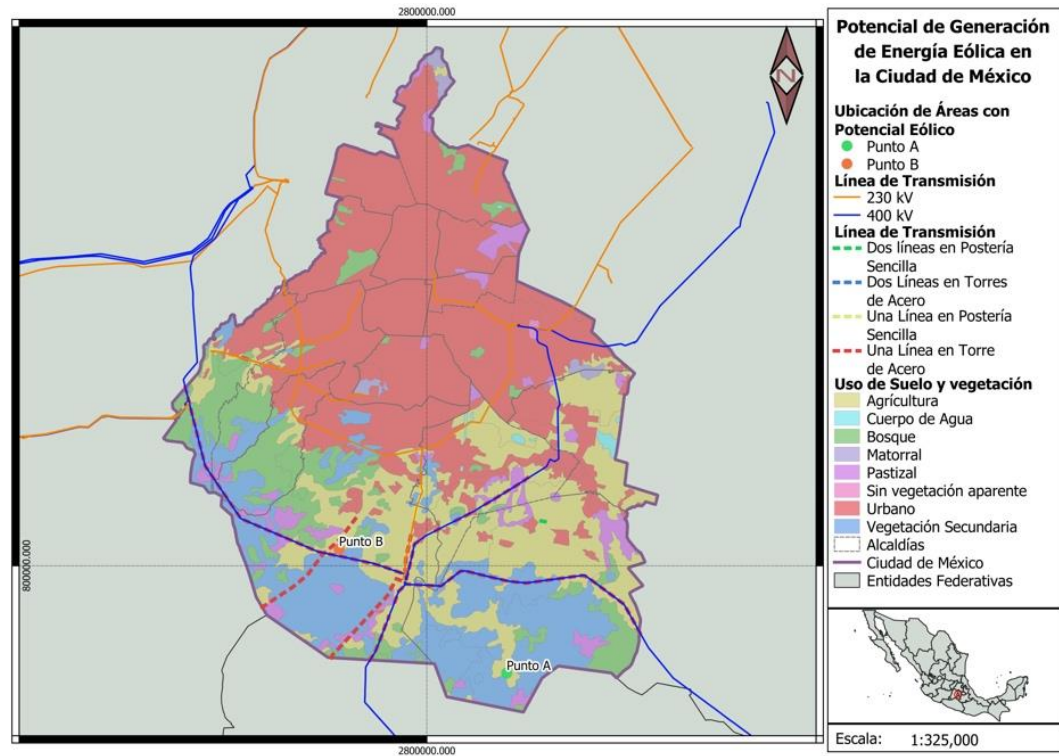 2800000.000
Potencial de Generación
de Energía Eólica en
la Ciudad de México
Ubicación de Áreas con
Potencial Eólico
Punto A
Punto B
Línea de Transmisión
230 kV
400 kV
Línea de Transmisión
Dos líneas en Postería
Sencilla
Dos Líneas en Torres
de Acero
Una Línea en Postería
Sencilla
Una Línea en Torre
de Acero
Uso de Suelo y vegetación
Agrícultura
Cuerpo de Agua
Bosque
Matorral
Pastizal
Sin vegetación aparente
Urbano
Vegetación Secundaria
Alcaldías
Ciudad de México
Entidades Federativas
Escala: 1:325,000
N
Punto B
800000.000
Punto A
2800000.000